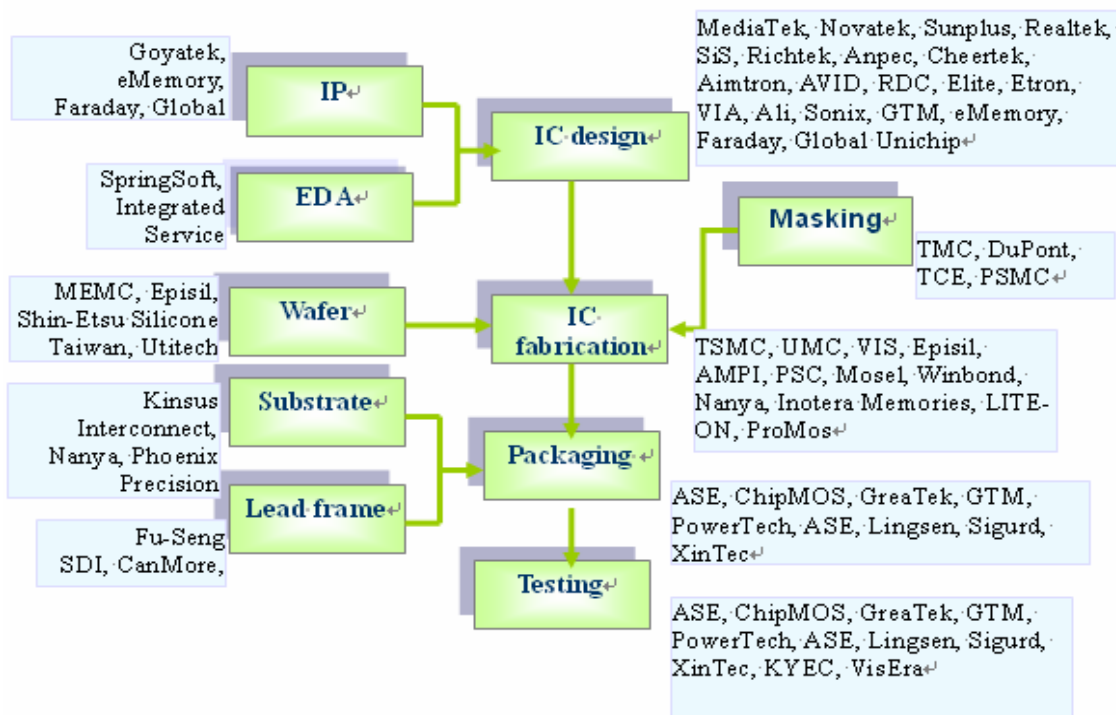 Goyatek,
eMemory,
Faraday, Global
IP
SpringSoft,
Integrated
Service
EDA
IC design
MediaTek, Novatek, Sunplus, Realtek,
SiS, Richtek, Anpec, Cheertek,
Aimtron, AVID, RDC, Elite, Etron,
VIA, Ali, Sonix, GTM, eMemory,
Faraday, Global Unichip
Masking
TMC, DuPont,
TCE, PSMC
MEMC, Episil,
Shin-Etsu Silicone
Taiwan, Utitech
Wafer
IC
fabrication
TSMC, UMC, VIS, Episil,
AMPI, PSC, Mosel, Winbond,
Nanya, Inotera Memories, LITE-
ON, ProMos
Kinsus
Interconnect,
Nanya, Phoenix
Precision
Substrate
Lead frame
Fu-Seng
SDI, CanMore,
Packaging
ASE, ChipMOS, GreaTek, GTM,
PowerTech, ASE, Lingsen, Sigurd,
XinTec
Testing
ASE, ChipMOS, GreaTek, GTM,
PowerTech, ASE, Lingsen, Sigurd,
XinTec, KYEC, VisEra